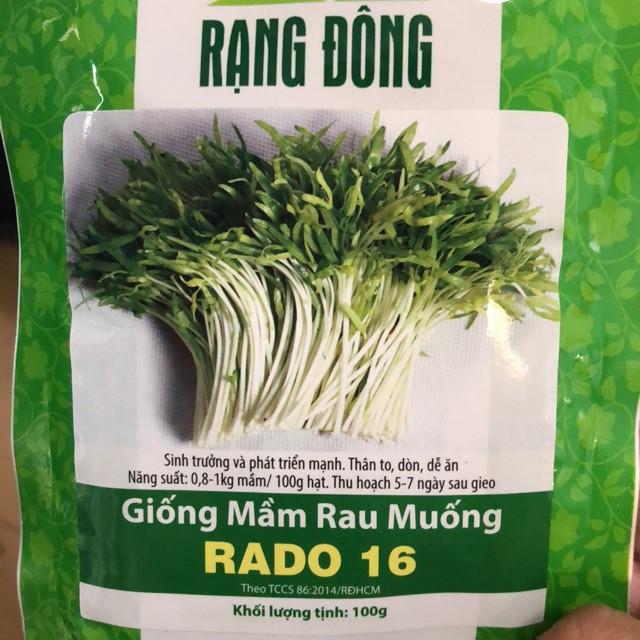 RẠNG ĐÔNG
Sinh trưởng và phát triển mạnh. Thân to, dòn, dễ ăn
Năng suất: 0,8-1kg mầm/ 100g hạt. Thu hoạch 5-7 ngày sau gieo
Giống Mầm Rau Muống
RADO 16
Theo TCCS 86:2014/RĐHCM
Khối lượng tịnh: 100g